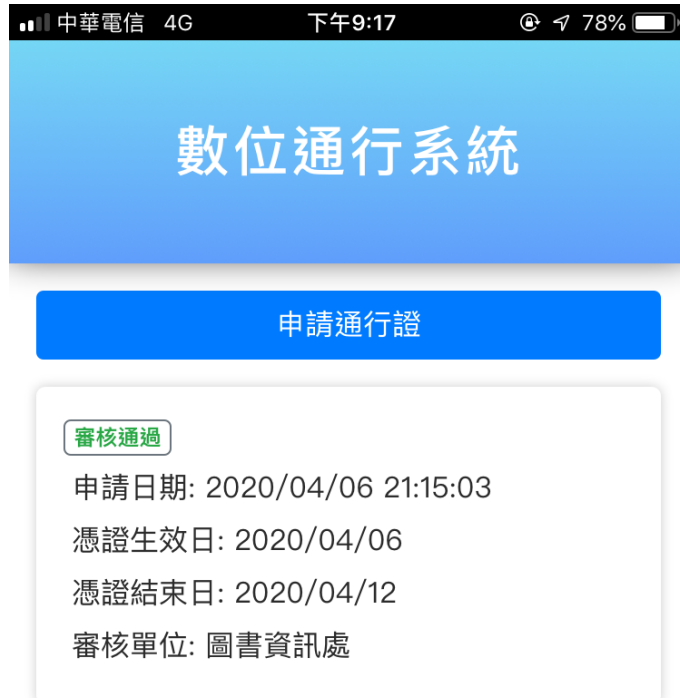 中華電信 4G 下午9:17 78%
數位通行系統
申請通行證
審核通過
申請日期: 2020/04/06 21:15:03
憑證生效日: 2020/04/06
憑證結束日: 2020/04/12
審核單位: 圖書資訊處